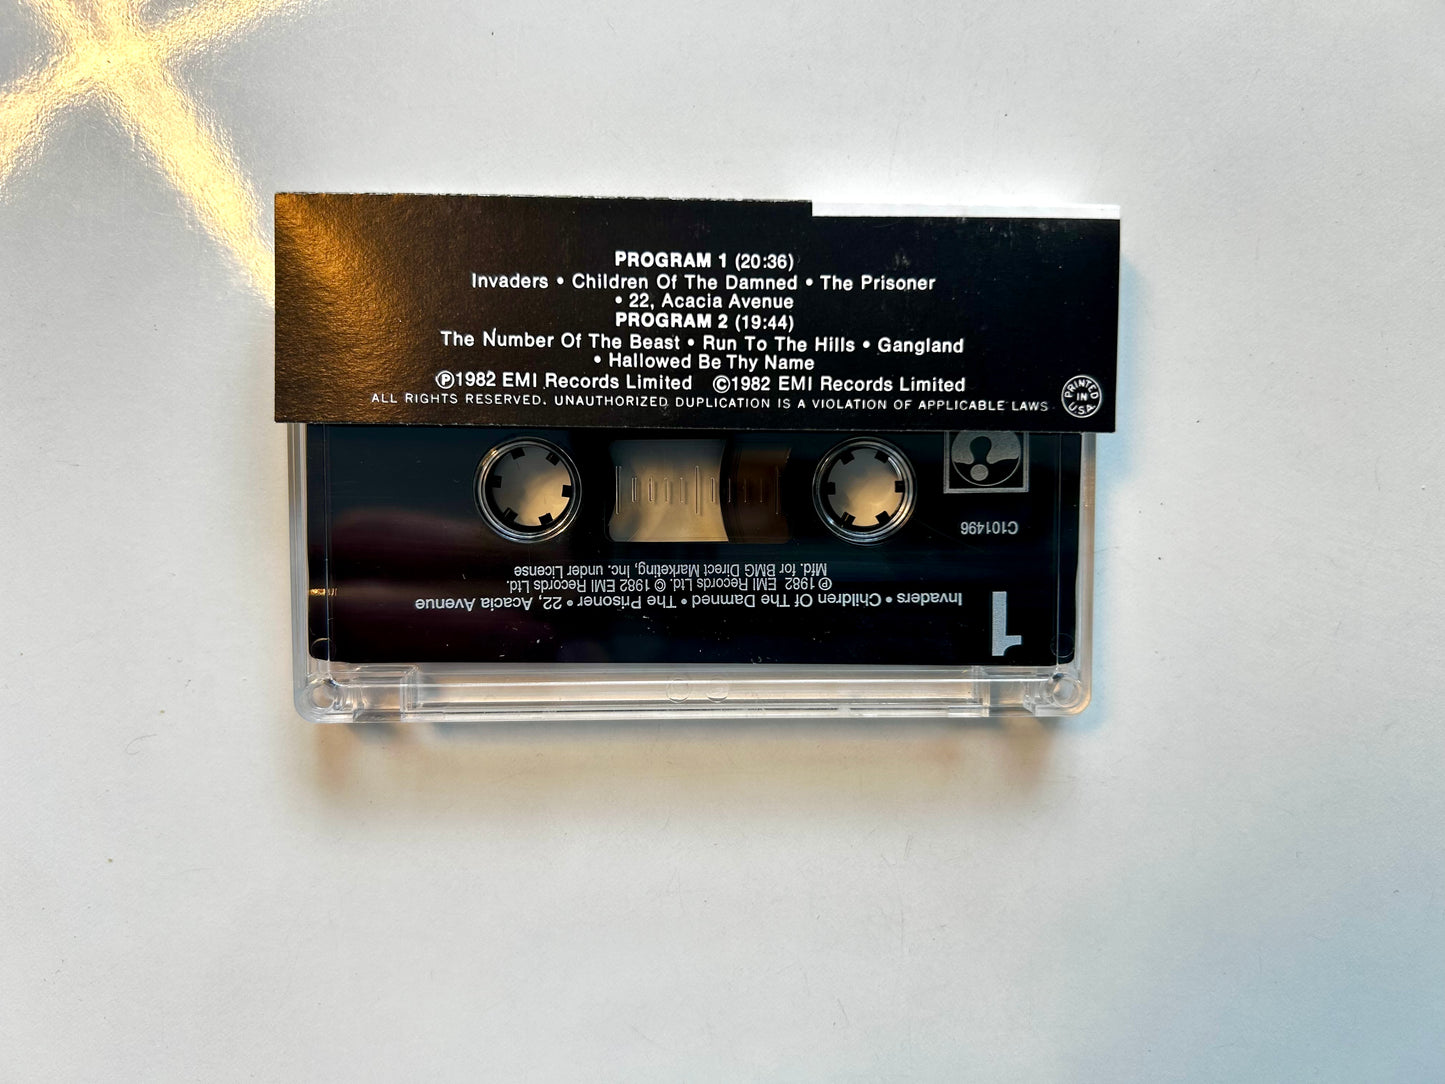 PROGRAM 1 (20:36)
Invaders • Children Of The Damned • The Prisoner
• 22, Acacia Avenue
PROGRAM 2 (19:44)
The Number Of The Beast • Run To The Hills • Gangland
• Hallowed Be Thy Name
℗1982 EMI Records Limited ©1982 EMI Records Limited
ALL RIGHTS RESERVED. UNAUTHORIZED DUPLICATION IS A VIOLATION OF APPLICABLE LAWS
PRINTED
IN
USA
1
Invaders • Children Of The Damned • The Prisoner • 22, Acacia Avenue
℗ 1982 EMI Records Ltd. © 1982 EMI Records Ltd.
Mfd. for BMG Direct Marketing, Inc. under License
C101496